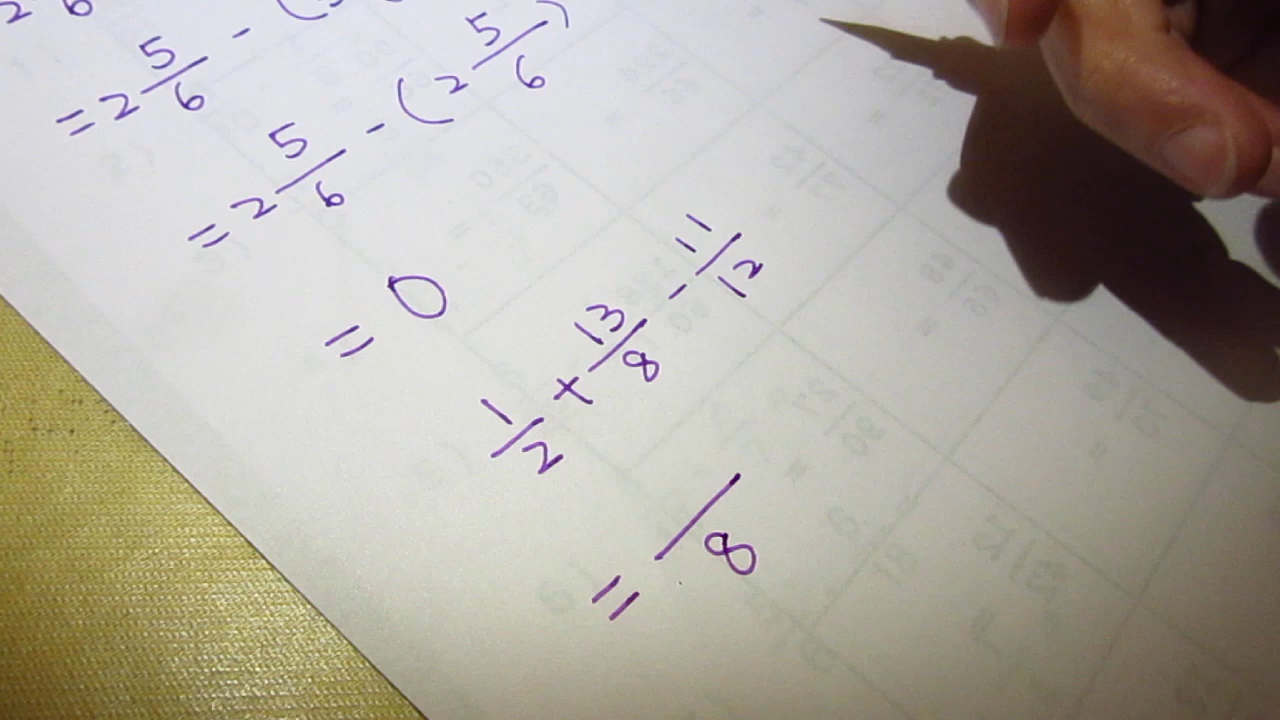 2 6
= 2 5/6 - (
= 2 5/6 - (2 5/6)
= 0
1/2 + 13/8 - 11/12
= /8